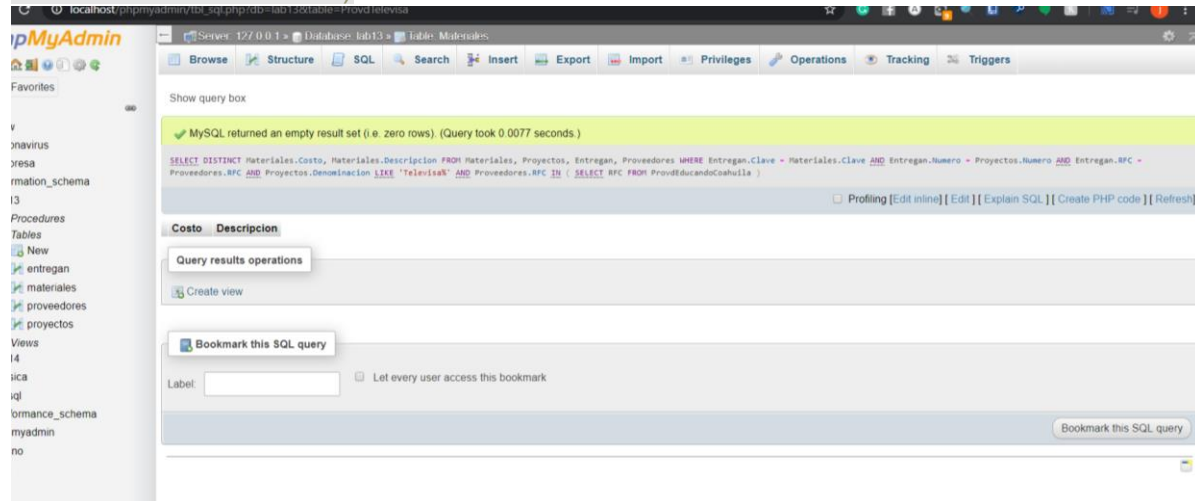 localhost/phpmyadmin/tbl_sql.php?db=lab13&table=ProvdTelevisa
pMyAdmin
Favorites
onavirus
presa
rmation_schema
13
Procedures
Tables
New
entregan
materiales
proveedores
proyectos
Views
14
sica
sql
formance_schema
myadmin
no
Server: 127.0.0.1 » Database: lab13 » Table: Materiales
Browse Structure SQL Search Insert Export Import Privileges Operations Tracking Triggers
Show query box
MySQL returned an empty result set (i.e. zero rows). (Query took 0.0077 seconds.)
SELECT DISTINCT Materiales.Costo, Materiales.Descripcion FROM Materiales, Proyectos, Entregan, Proveedores WHERE Entregan.Clave = Materiales.Clave AND Entregan.Numero = Proyectos.Numero AND Entregan.RFC =
Proveedores.RFC AND Proyectos.Denominacion LIKE 'Televisa%' AND Proveedores.RFC IN ( SELECT RFC FROM ProvdEducandoCoahuila )
Profiling [Edit inline] [ Edit ] [ Explain SQL ] [ Create PHP code ] [ Refresh]
Costo Descripcion
Query results operations
Create view
Bookmark this SQL query
Label: Let every user access this bookmark
Bookmark this SQL query